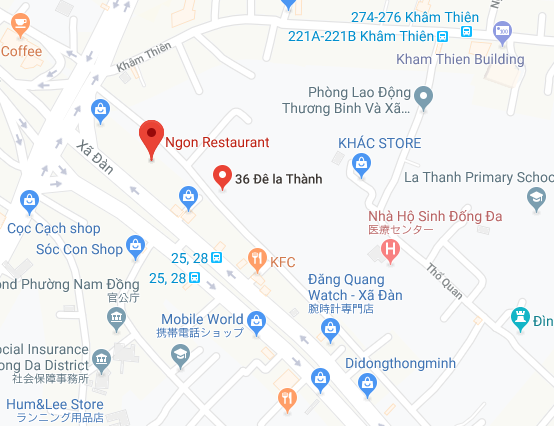 274-276 Khâm Thiên
221A-221B Khâm Thiên
Coffee
Khâm Thiên
Kham Thien Building
Phòng Lao Động
Thương Binh Và Xã...
Ngon Restaurant
KHÁC STORE
Xã Đàn
36 Đê la Thành
La Thanh Primary Schoo
Cọc Cạch shop
Nhà Hộ Sinh Đống Đa
医療センター
Sóc Con Shop
25, 28
KFC
25, 28
Thổ Quan
ond Phường Nam Đồng
官公庁
Đăng Quang
Watch - Xã Đàn
腕時計専門店
Mobile World
携帯電話ショップ
Đìn
ocial Insurance
ong Da District
社会保障事務所
Didongthongminh
Hum&Lee Store
ランニング用品店